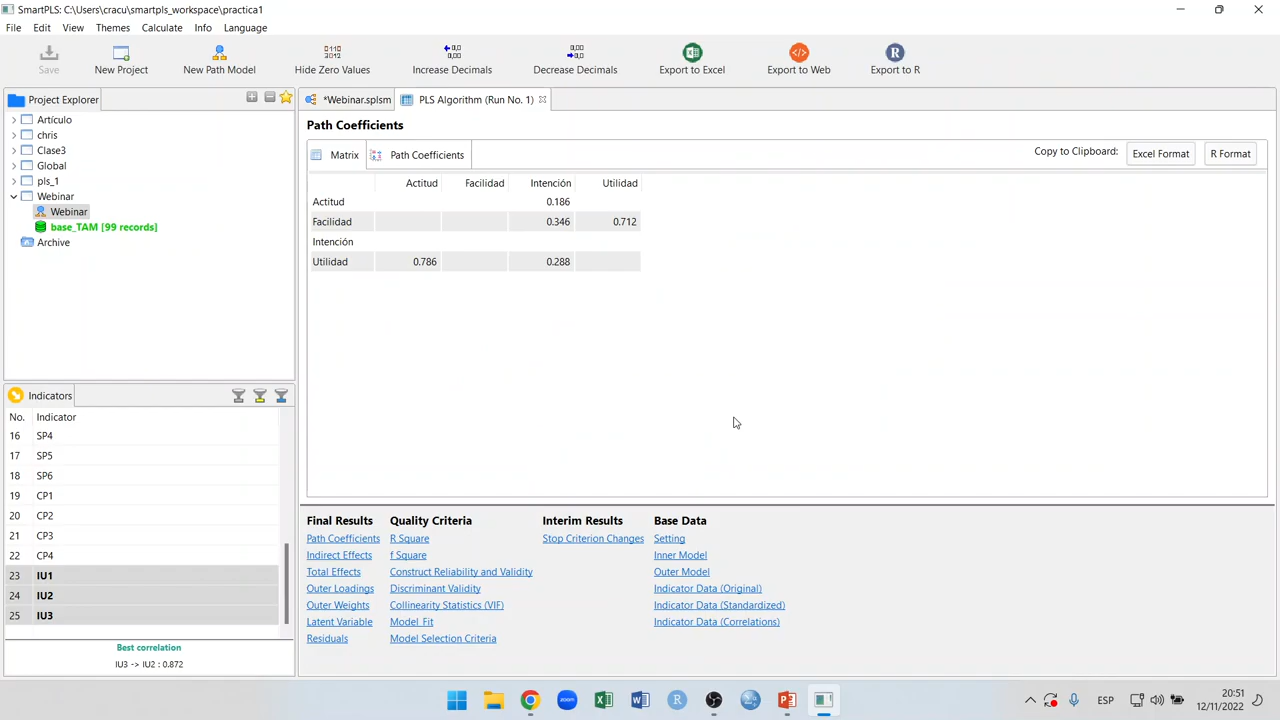 SmartPLS: C:\Users\cracu\smartpls_workspace\practica1
File Edit View Themes Calculate Info Language
Save New Project New Path Model Hide Zero Values Increase Decimals Decrease Decimals Export to Excel Export to Web Export to R
Project Explorer
Artículo
chris
Clase3
Global
pls_1
Webinar
Webinar
base_TAM [99 records]
Archive
Indicators
No. Indicator
16 SP4
17 SP5
18 SP6
19 CP1
20 CP2
21 CP3
22 CP4
23 IU1
24 IU2
25 IU3
Best correlation
IU3 -> IU2 : 0.872
*Webinar.splsm PLS Algorithm (Run No. 1)
Path Coefficients
Matrix Path Coefficients Copy to Clipboard: Excel Format R Format
Actitud Facilidad Intención Utilidad
Actitud 0.186
Facilidad 0.346 0.712
Intención
Utilidad 0.786 0.288
Final Results Quality Criteria Interim Results Base Data
Path Coefficients R Square Stop Criterion Changes Setting
Indirect Effects f Square Inner Model
Total Effects Construct Reliability and Validity Outer Model
Outer Loadings Discriminant Validity Indicator Data (Original)
Outer Weights Collinearity Statistics (VIF) Indicator Data (Standardized)
Latent Variable Model_Fit Indicator Data (Correlations)
Residuals Model Selection Criteria
ESP 20:51
12/11/2022